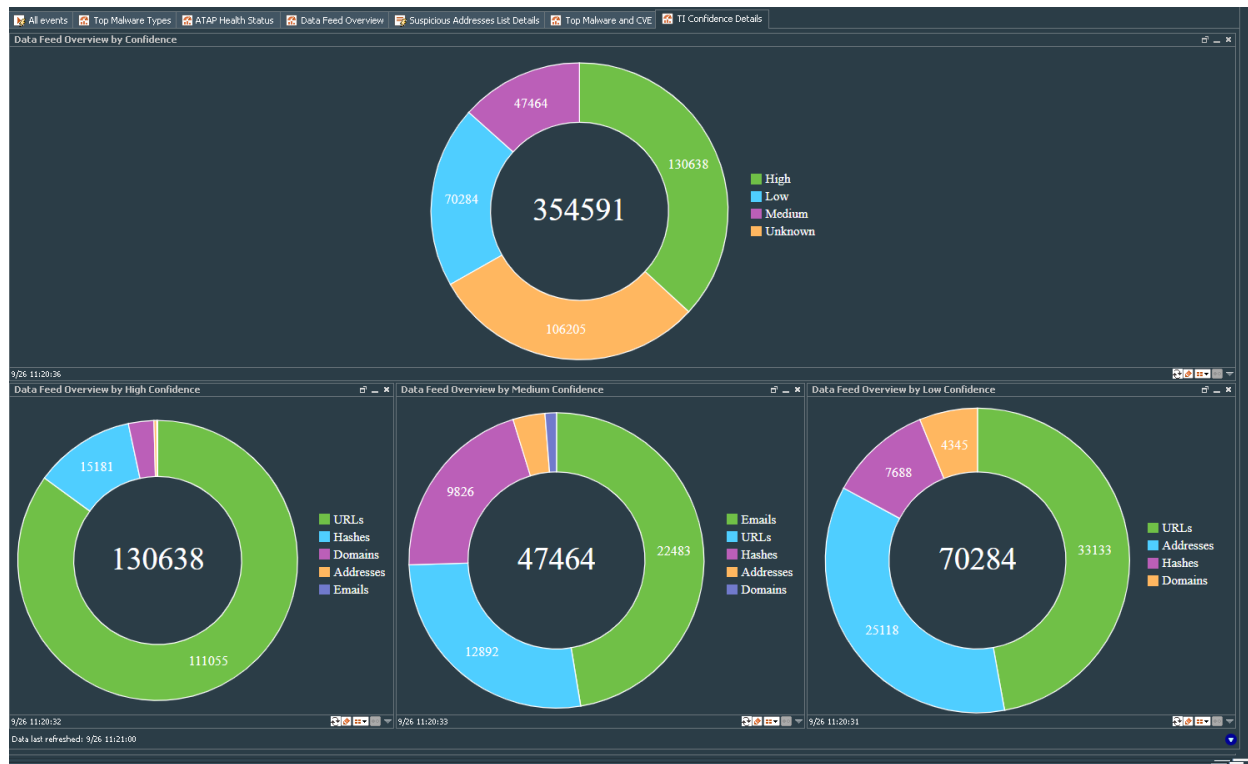 All events Top Malware Types ATAP Health Status Data Feed Overview Suspicious Addresses List Details Top Malware and CVE TI Confidence Details
Data Feed Overview by Confidence
47464
130638
70284
354591
106205
High
Low
Medium
Unknown
9/26 11:20:36
Data Feed Overview by High Confidence
15181
130638
111055
URLs
Hashes
Domains
Addresses
Emails
9/26 11:20:32
Data Feed Overview by Medium Confidence
9826
22483
47464
12892
Emails
URLs
Hashes
Addresses
Domains
9/26 11:20:33
Data Feed Overview by Low Confidence
4345
7688
33133
70284
25118
URLs
Addresses
Hashes
Domains
9/26 11:20:31
Data last refreshed: 9/26 11:21:00